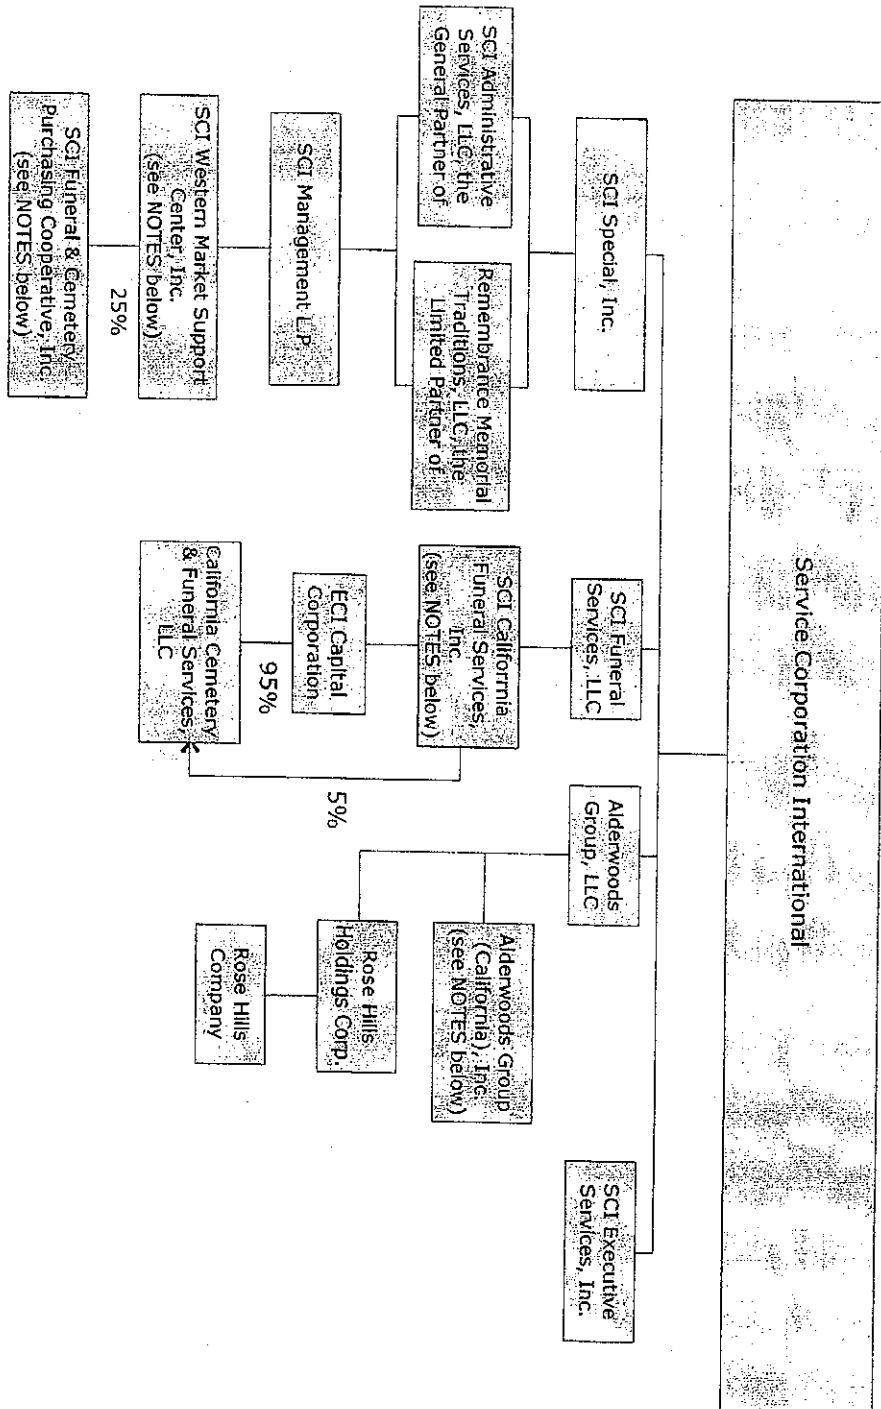 Service Corporation International
SCI Special, Inc.
SCI Funeral
Services, LLC
Alderwoods
Group, LLC
SCI Executive
Services, Inc.
SCI Administrative
Services, LLC, the
General Partner of
Remembrance Memorial
Traditions, LLC, the
Limited Partner of
SCI Management L.P
SCI Western Market Support
Center, Inc.
(see NOTES below)
25%
SCI Funeral & Cemetery
Purchasing Cooperative, Inc.
(see NOTES below)
SCI California
Funeral Services,
Inc.
(see NOTES below)
ECI Capital
Corporation
95%
5%
California Cemetery
& Funeral Services,
LLC
Alderwoods Group
(California), Inc.
(see NOTES below)
Rose Hills
Holdings Corp.
Rose Hills
Company